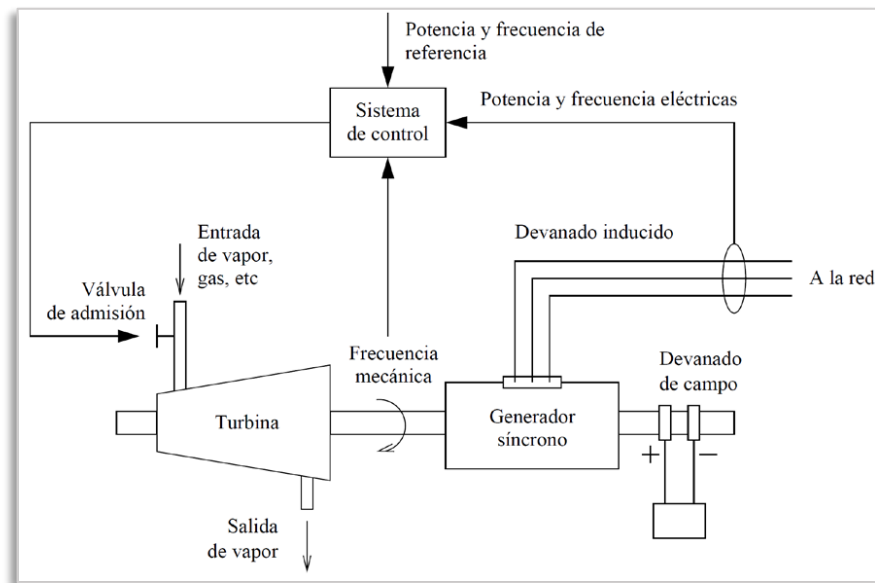 Potencia y frecuencia de
referencia
Sistema
de control
Potencia y frecuencia eléctricas
Entrada
de vapor,
gas, etc
Devanado inducido
Válvula
de admisión
A la red
Frecuencia
mecánica
Devanado
de campo
Turbina
Generador
síncrono
+ −
Salida
de vapor